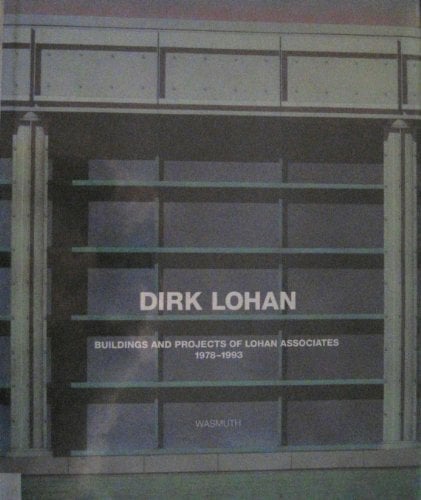 DIRK LOHAN
BUILDINGS AND PROJECTS OF LOHAN ASSOCIATES
1978–1993
WASMUTH